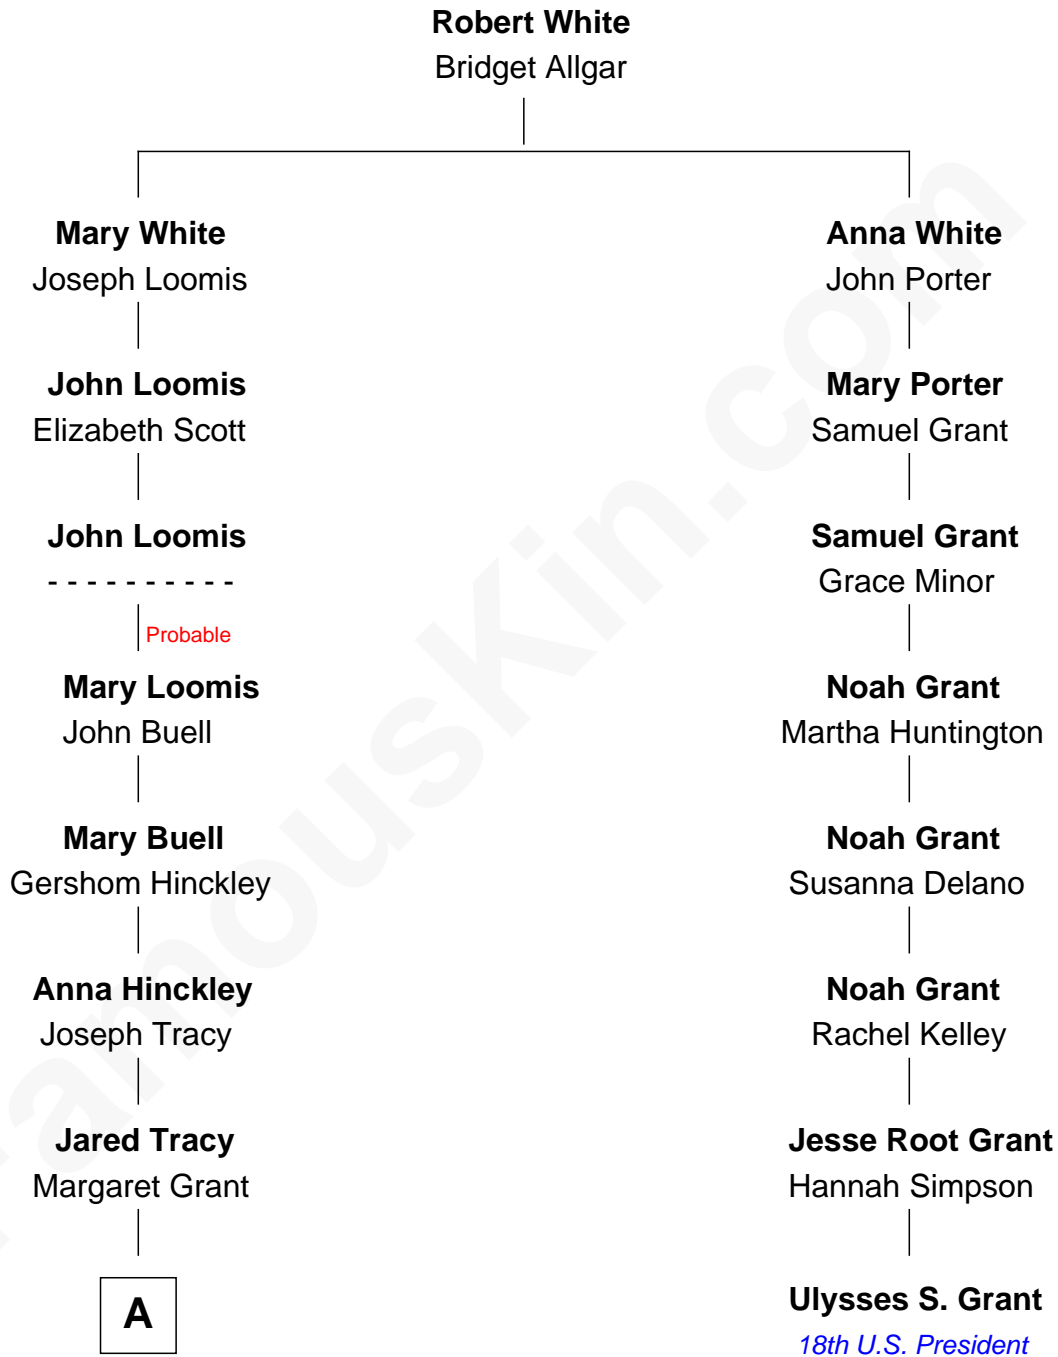 Robert White
Bridget Allgar
Mary White
Joseph Loomis
Anna White
John Porter
John Loomis
Elizabeth Scott
Mary Porter
Samuel Grant
John Loomis
- - - - - - - - - -
Probable
Samuel Grant
Grace Minor
Mary Loomis
John Buell
Noah Grant
Martha Huntington
Mary Buell
Gershom Hinckley
Noah Grant
Susanna Delano
Anna Hinckley
Joseph Tracy
Noah Grant
Rachel Kelley
Jared Tracy
Margaret Grant
Jesse Root Grant
Hannah Simpson
A
Ulysses S. Grant
18th U.S. President
FamousKin.com